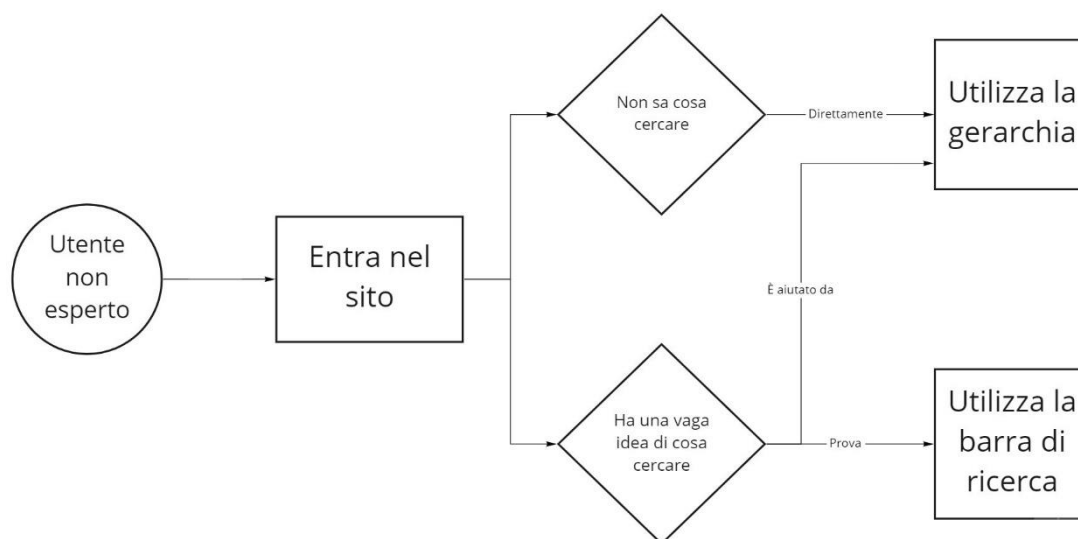 Utente
non
esperto
Entra nel
sito
Non sa cosa
cercare
Direttamente
Utilizza la
gerarchia
È aiutato da
Ha una vaga
idea di cosa
cercare
Prova
Utilizza la
barra di
ricerca